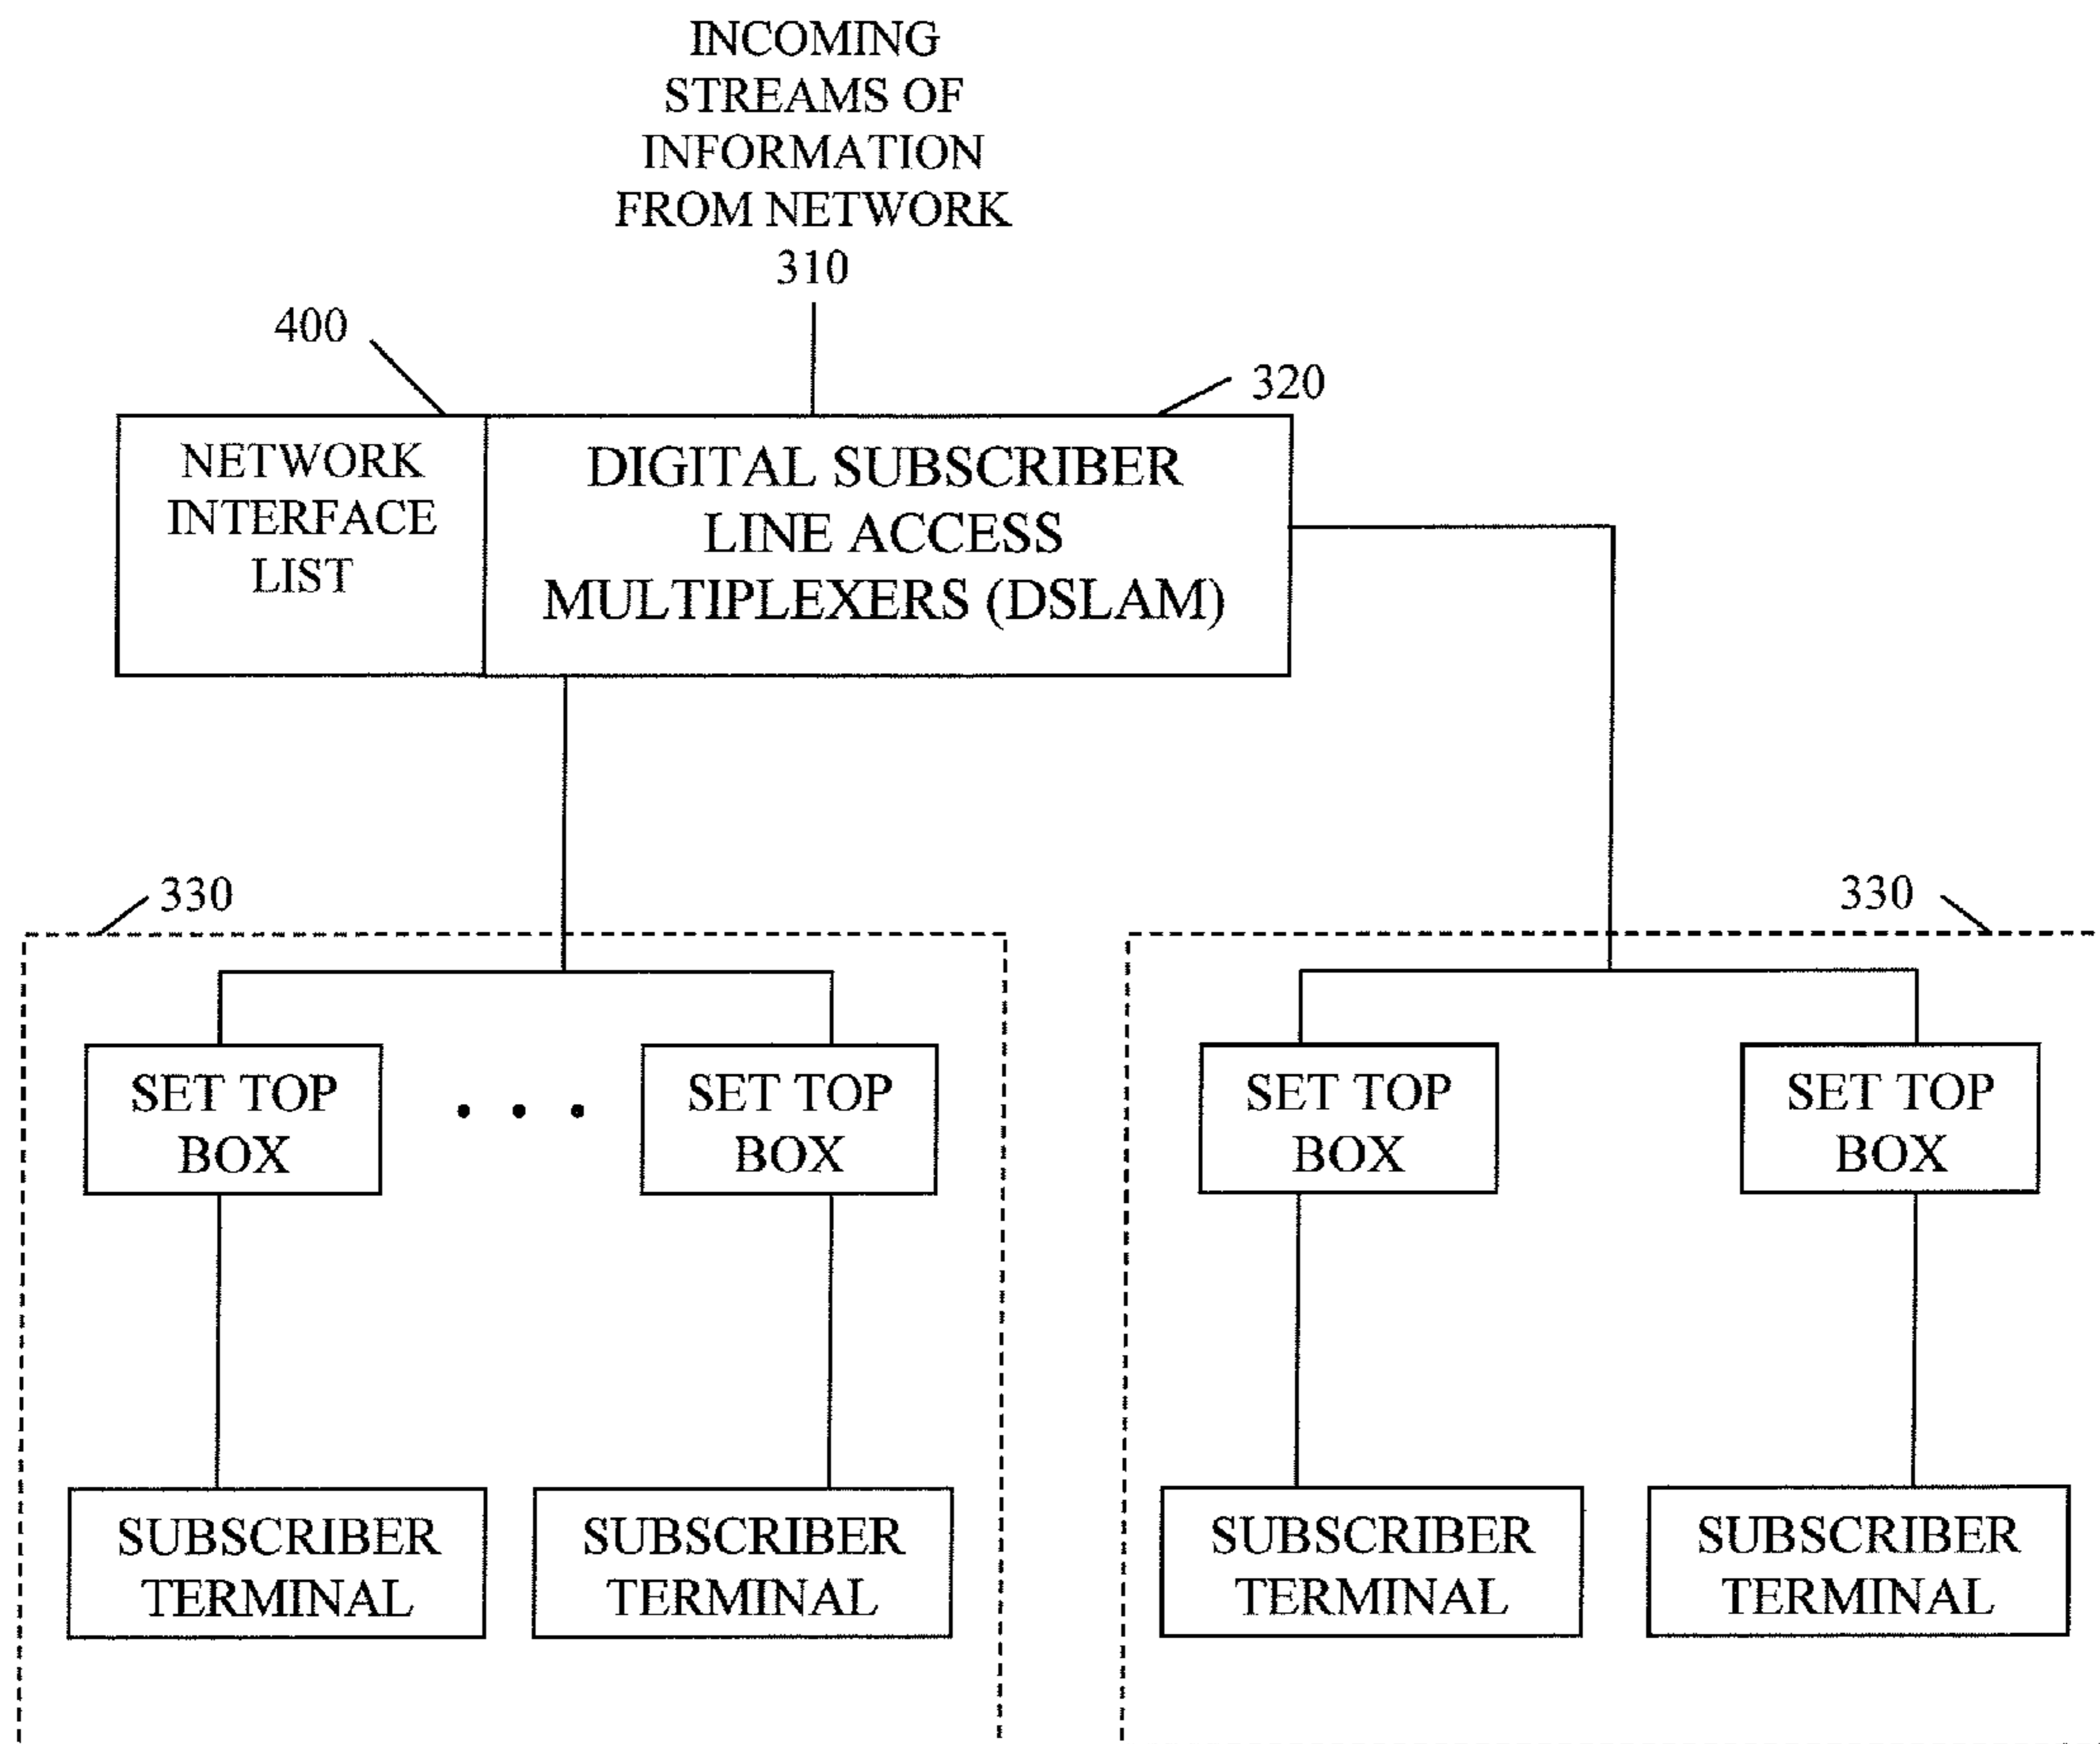 INCOMING
STREAMS OF
INFORMATION
FROM NETWORK
310
400
320
NETWORK
INTERFACE
LIST
DIGITAL SUBSCRIBER
LINE ACCESS
MULTIPLEXERS (DSLAM)
330
330
SET TOP
BOX
. . .
SET TOP
BOX
SET TOP
BOX
SET TOP
BOX
SUBSCRIBER
TERMINAL
SUBSCRIBER
TERMINAL
SUBSCRIBER
TERMINAL
SUBSCRIBER
TERMINAL